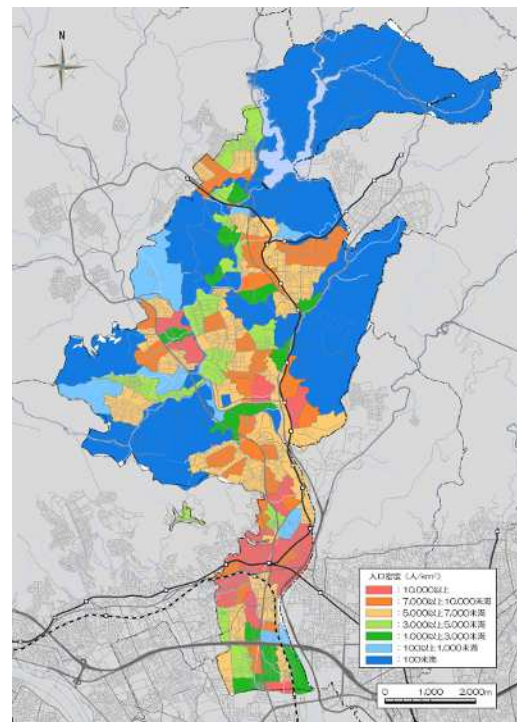 N
人口密度（人/km²）
：10,000以上
：7,000以上10,000未満
：5,000以上7,000未満
：3,000以上5,000未満
：1,000以上3,000未満
：100以上1,000未満
：100未満
0 1,000 2,000m